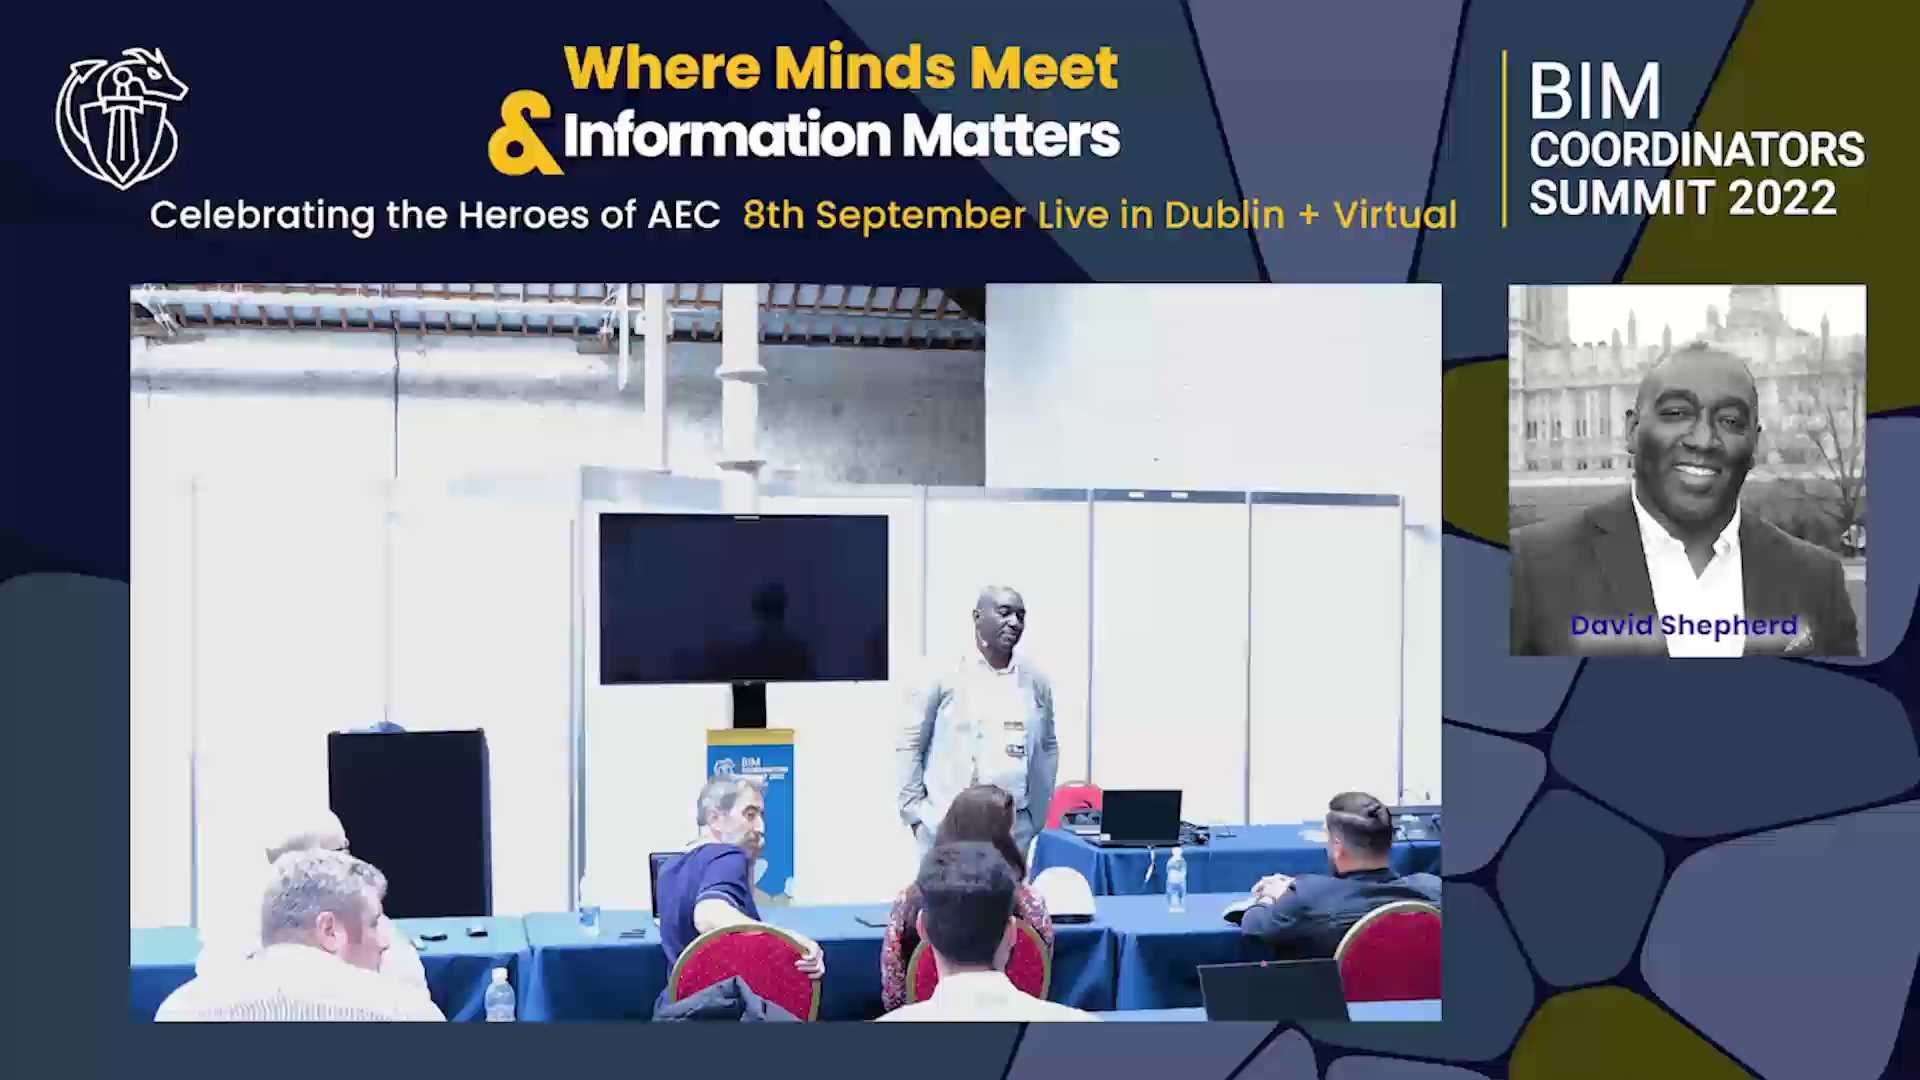 Where Minds Meet
& Information Matters
Celebrating the Heroes of AEC 8th September Live in Dublin + Virtual
BIM
COORDINATORS
SUMMIT 2022
David Shepherd
BIM